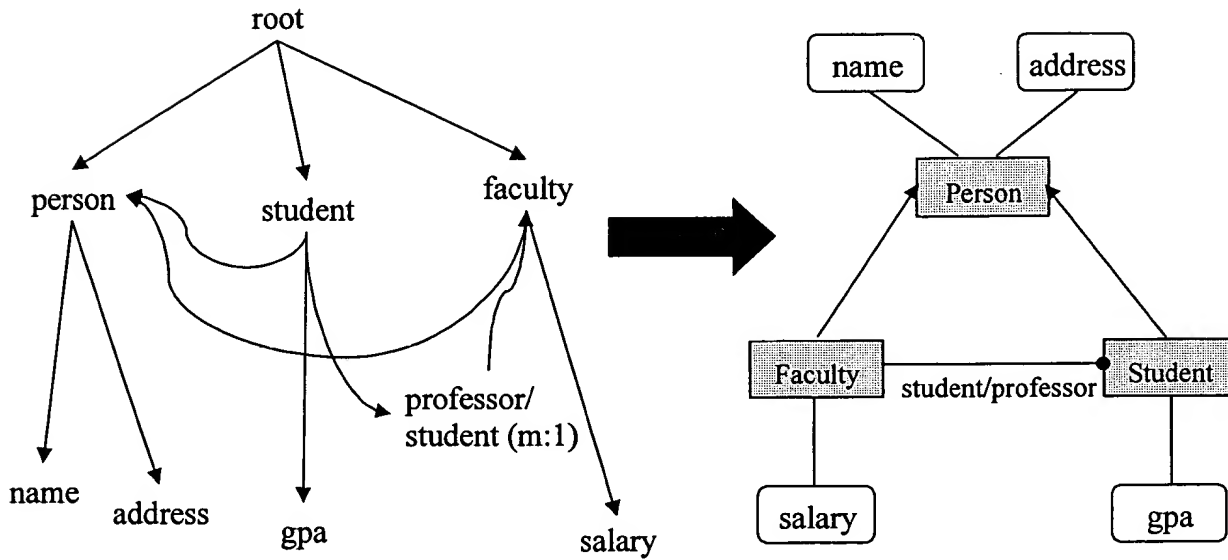 root
person
student
faculty
professor/
student (m:1)
name
address
gpa
salary
name
address
Person
Faculty
student/professor
Student
salary
gpa